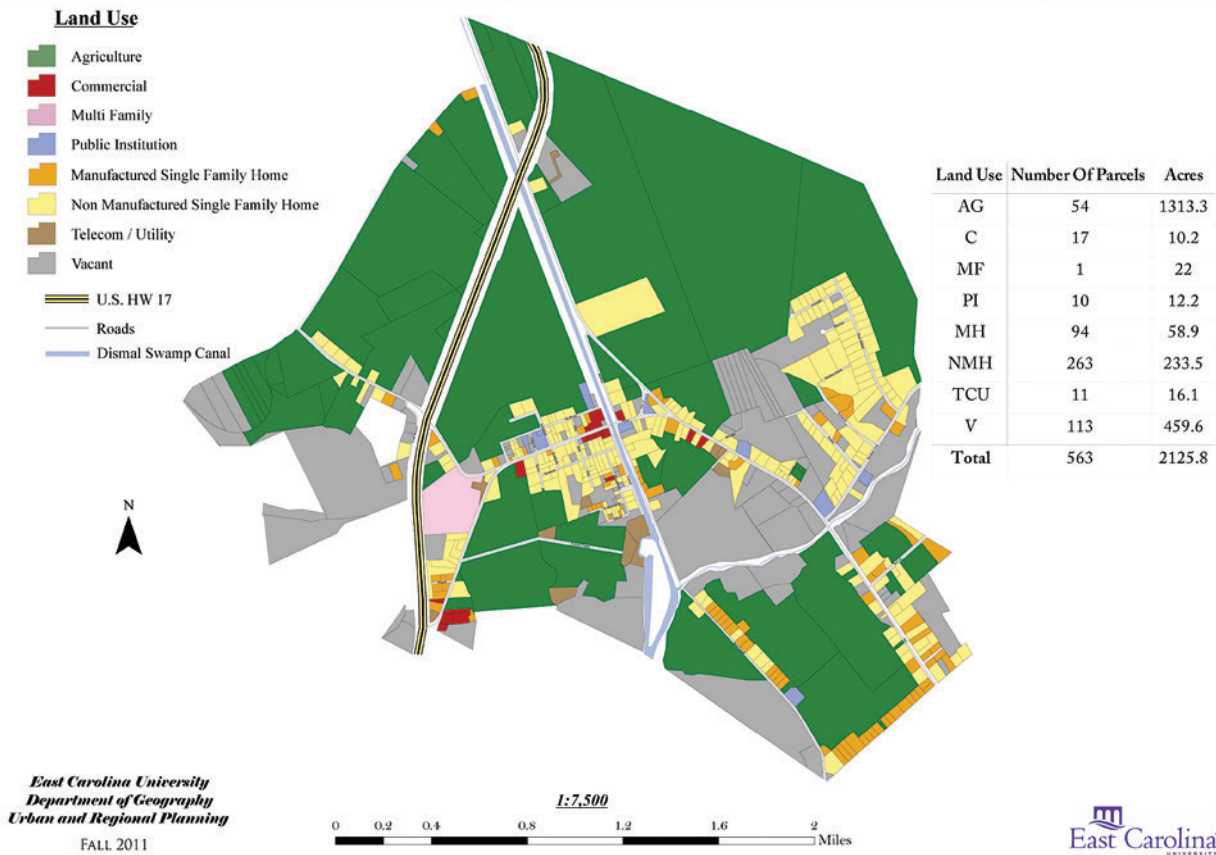 Land Use
Agriculture
Commercial
Multi Family
Public Institution
Manufactured Single Family Home
Non Manufactured Single Family Home
Telecom / Utility
Vacant
U.S. HW 17
Roads
Dismal Swamp Canal
N
Land Use Number Of Parcels Acres
AG 54 1313.3
C 17 10.2
MF 1 22
PI 10 12.2
MH 94 58.9
NMH 263 233.5
TCU 11 16.1
V 113 459.6
Total 563 2125.8
East Carolina University
Department of Geography
Urban and Regional Planning
FALL 2011
1:7,500
0 0.2 0.4 0.8 1.2 1.6 2
Miles
East Carolina
UNIVERSITY